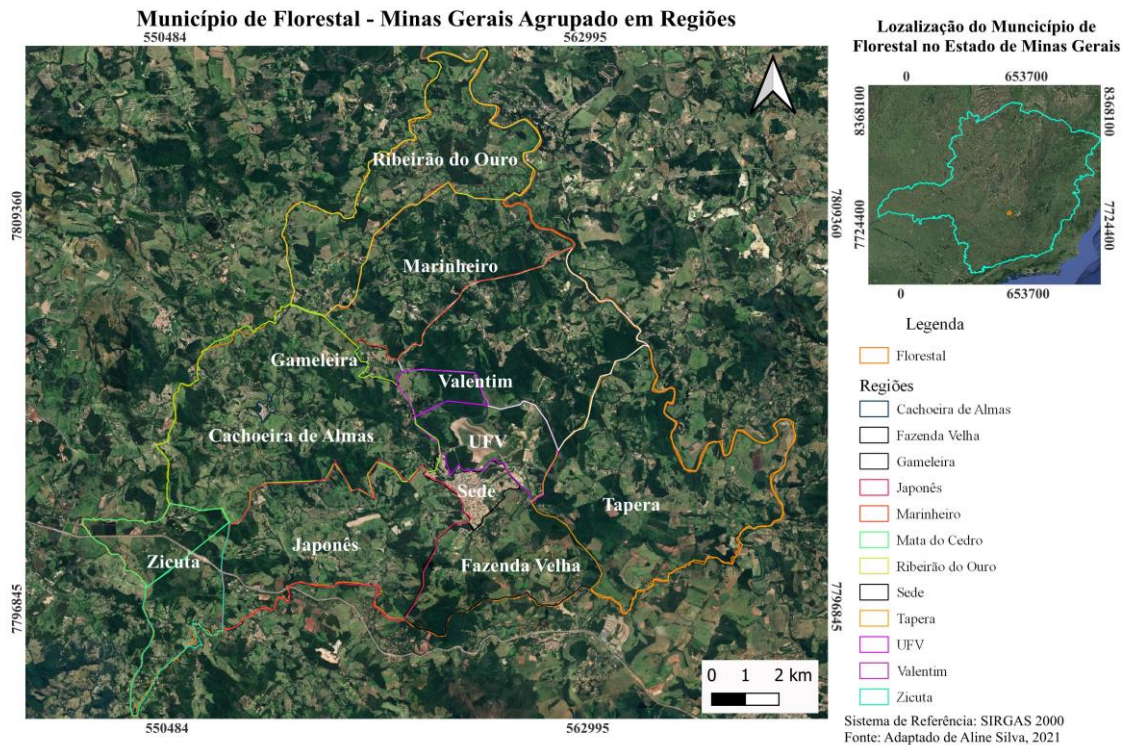 Município de Florestal - Minas Gerais Agrupado em Regiões
550484
562995
7809360
7809360
Ribeirão do Ouro
Marinheiro
Gameleira
Valentim
Cachoeira de Almas
UFV
Sede
Tapera
Japonês
Zicuta
Fazenda Velha
7796845
7796845
0 1 2 km
550484
562995
Lozalização do Muncicípio de
Florestal no Estado de Minas Gerais
0
653700
8368100
8368100
7724400
7724400
0
653700
Legenda
Florestal
Regiões
Cachoeira de Almas
Fazenda Velha
Gameleira
Japonês
Marinheiro
Mata do Cedro
Ribeirão do Ouro
Sede
Tapera
UFV
Valentim
Zicuta
Sistema de Referência: SIRGAS 2000
Fonte: Adaptado de Aline Silva, 2021